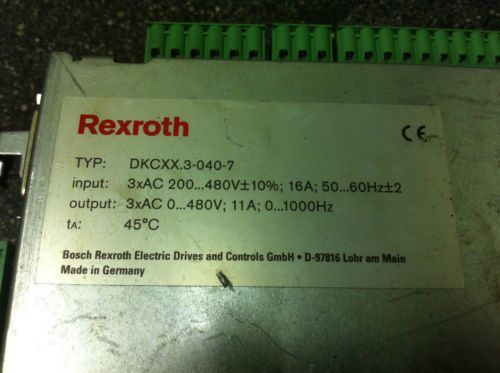 Rexroth
CE
TYP: DKCXX.3-040-7
input: 3xAC 200...480V±10%; 16A; 50...60Hz±2
output: 3xAC 0...480V; 11A; 0...1000Hz
tA: 45°C
Bosch Rexroth Electric Drives and Controls GmbH • D-97816 Lohr am Main
Made in Germany